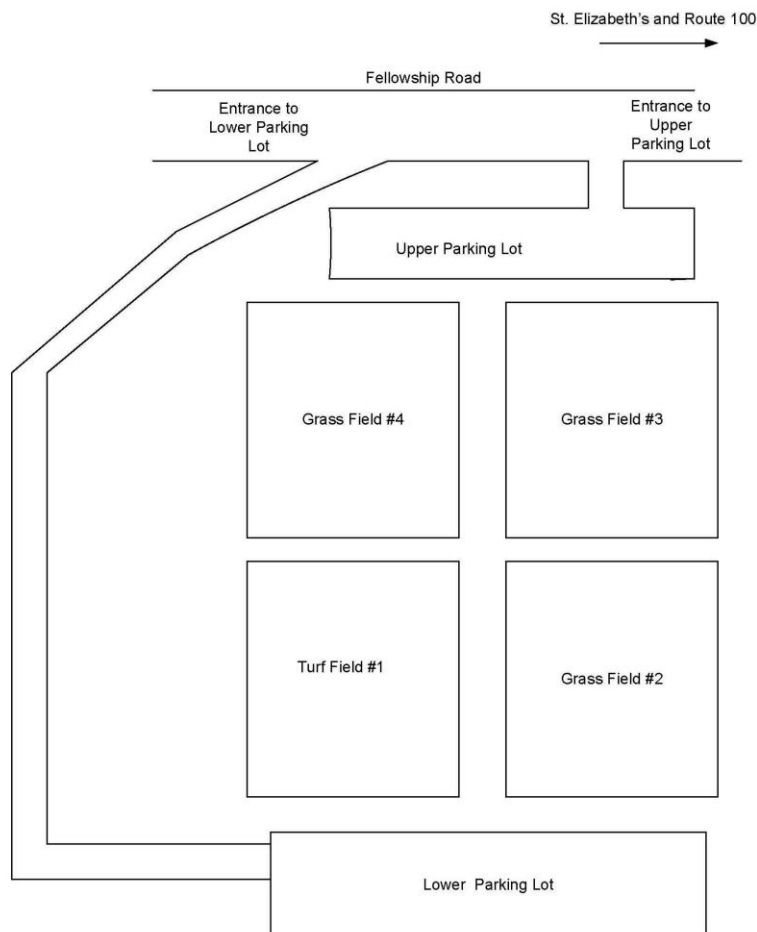 St. Elizabeth's and Route 100
Fellowship Road
Entrance to
Lower Parking
Lot
Entrance to
Upper
Parking Lot
Upper Parking Lot
Grass Field #4
Grass Field #3
Turf Field #1
Grass Field #2
Lower Parking Lot